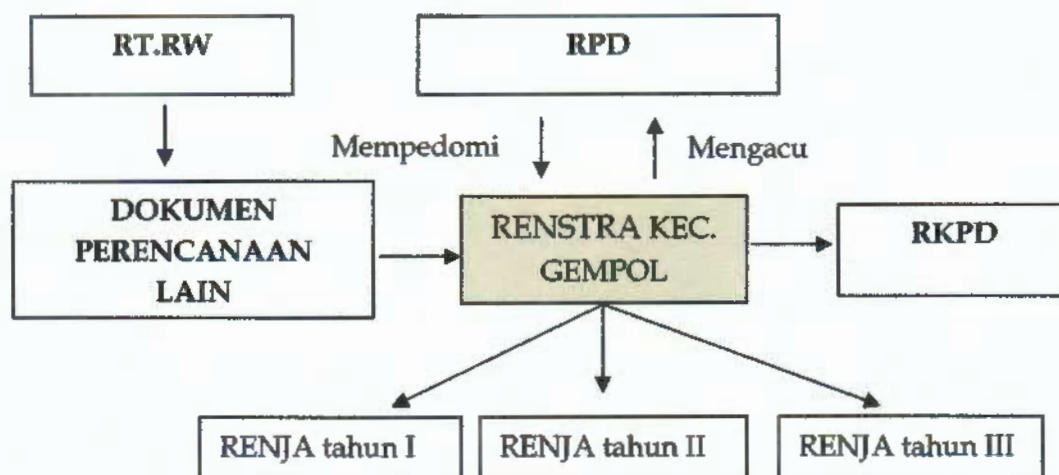 RT.RW
RPD
Mempedomi
Mengacu
DOKUMEN
PERENCANAAN
LAIN
RENSTRA KEC.
GEMPOL
RKPD
RENJA tahun I
RENJA tahun II
RENJA tahun III